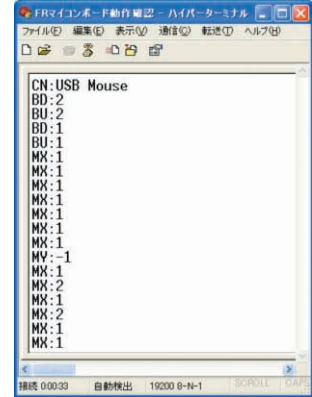 FRマイコンボード動作確認 - ハイパーターミナル
ファイル(F) 編集(E) 表示(V) 通信(C) 転送(T) ヘルプ(H)
CN:USB Mouse
BD:2
BU:2
BD:1
BU:1
MX:1
MX:1
MX:1
MX:1
MX:1
MX:1
MX:1
MY:-1
MX:1
MX:2
MX:1
MX:2
MX:1
MX:1
接続 0:00:33 自動検出 19200 8-N-1 SCROLL CAPS